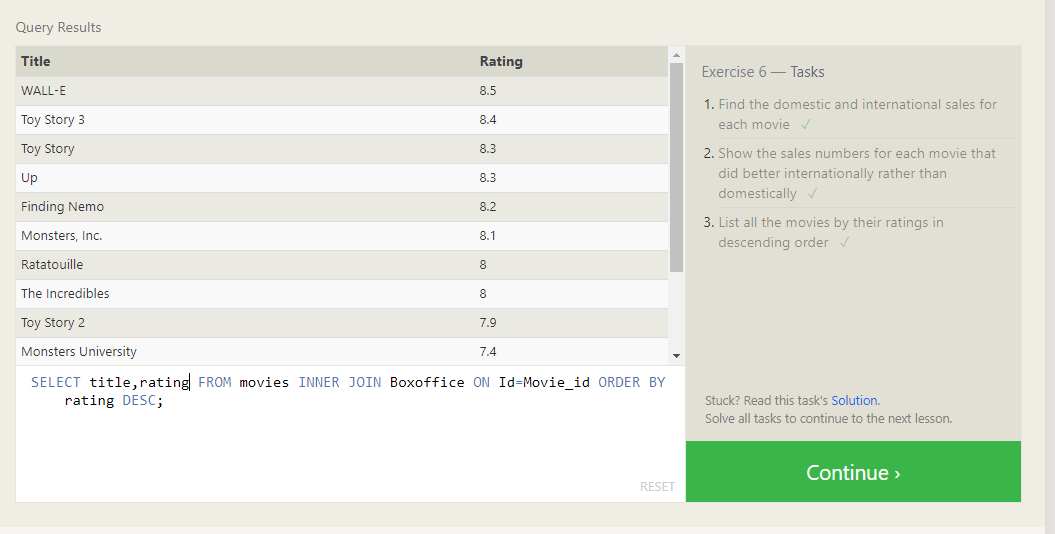 Query Results
Title Rating
WALL-E 8.5
Toy Story 3 8.4
Toy Story 8.3
Up 8.3
Finding Nemo 8.2
Monsters, Inc. 8.1
Ratatouille 8
The Incredibles 8
Toy Story 2 7.9
Monsters University 7.4
SELECT title,rating FROM movies INNER JOIN Boxoffice ON Id=Movie_id ORDER BY
rating DESC;
RESET
Exercise 6 — Tasks
1. Find the domestic and international sales for
each movie ✓
2. Show the sales numbers for each movie that
did better internationally rather than
domestically ✓
3. List all the movies by their ratings in
descending order ✓
Stuck? Read this task's Solution.
Solve all tasks to continue to the next lesson.
Continue ›